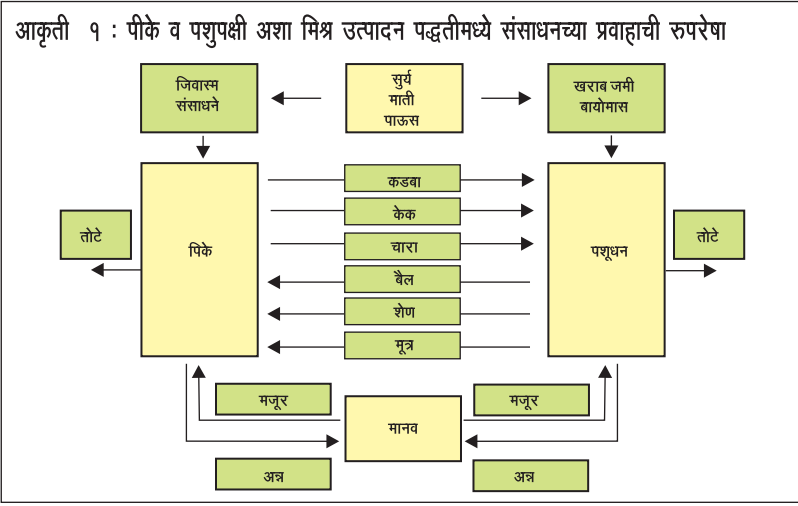 आकृती १ : पीके व पशुपक्षी अशा मिश्र उत्पादन पद्धतीमध्ये संसाधनच्या प्रवाहाची रुपरेषा
जिवास्म
संसाधने
सुर्य
माती
पाऊस
खराब जमी
बायोमास
कडबा
केक
चारा
बैल
शेण
मूत्र
तोटे
पिके
पशूधन
तोटे
मजूर
मजूर
मानव
अन्न
अन्न